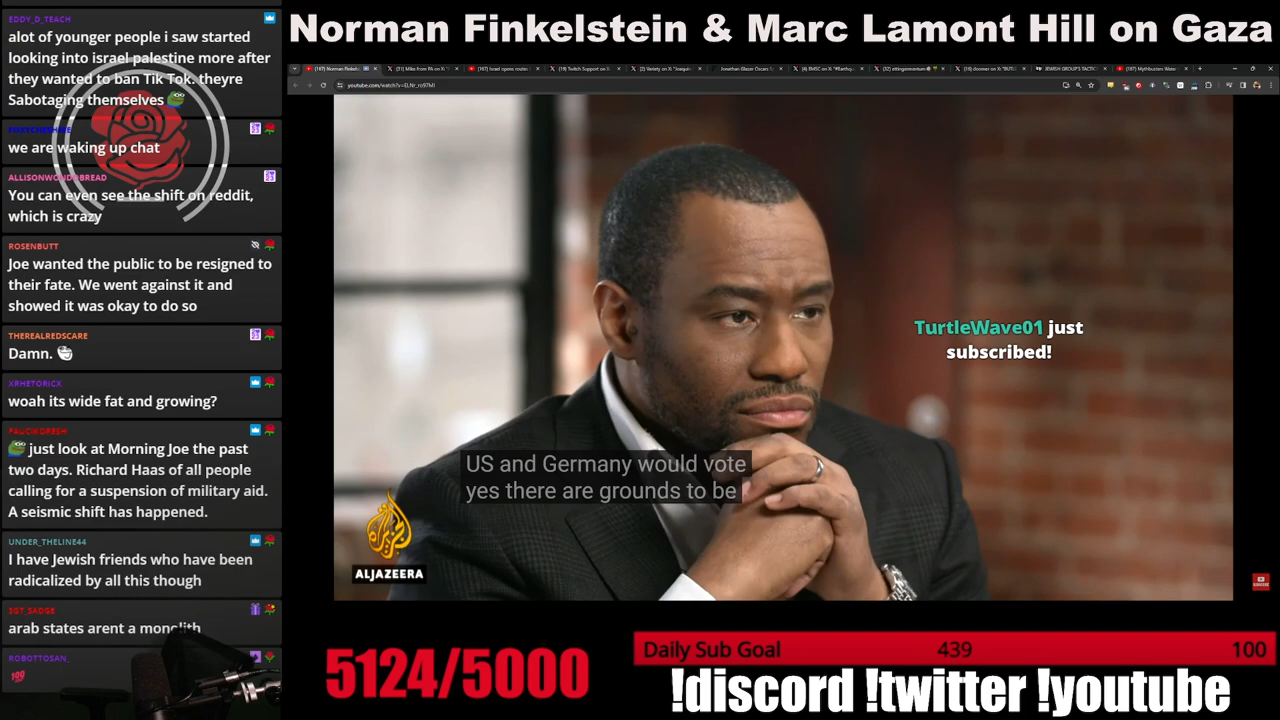 Norman Finkelstein & Marc Lamont Hill on Gaza
EDDY_D_TEACH
alot of younger people i saw started
looking into israel palestine more after
they wanted to ban Tik Tok. theyre
Sabotaging themselves
we are waking up chat
ALLISONWONDERBREAD
You can even see the shift on reddit,
which is crazy
ROSENBUTT
Joe wanted the public to be resigned to
their fate. We went against it and
showed it was okay to do so
THEREALREDSCARE
Damn.
XRHETORICX
woah its wide fat and growing?
just look at Morning Joe the past
two days. Richard Haas of all people
calling for a suspension of military aid.
A seismic shift has happened.
UNDER_THELINE44
I have Jewish friends who have been
radicalized by all this though
SGT_SADGE
arab states arent a monolith
ROBOTTOSAN_
100
TurtleWave01 just
subscribed!
US and Germany would vote
yes there are grounds to be
ALJAZEERA
5124/5000
Daily Sub Goal 439 100
!discord !twitter !youtube